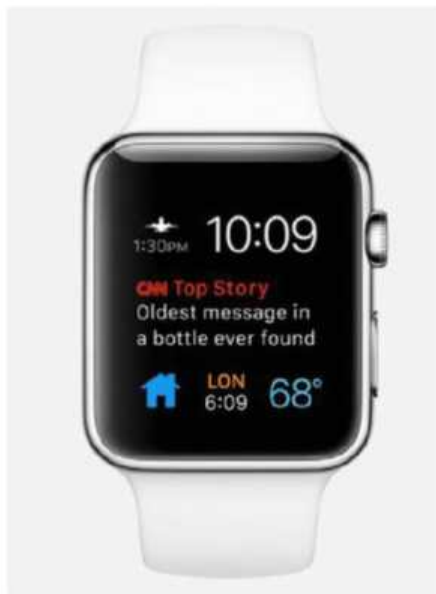 10:09
1:30PM
CNN Top Story
Oldest message in
a bottle ever found
LON
6:09
68°